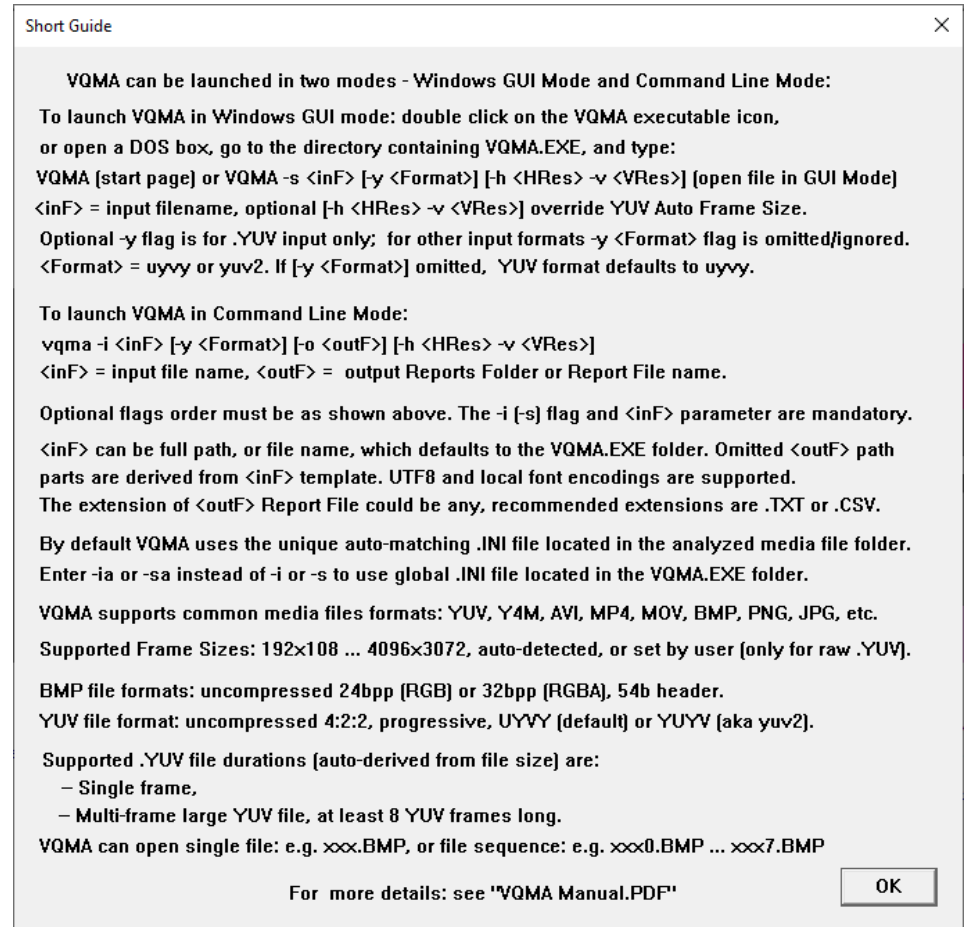 Short Guide
VQMA can be launched in two modes - Windows GUI Mode and Command Line Mode:
To launch VQMA in Windows GUI mode: double click on the VQMA executable icon,
or open a DOS box, go to the directory containing VQMA.EXE, and type:
VQMA (start page) or VQMA -s <inF> [-y <Format>] [-h <HRes> -v <VRes>] (open file in GUI Mode)
<inF> = input filename, optional [-h <HRes> -v <VRes>] override YUV Auto Frame Size.
Optional -y flag is for .YUV input only; for other input formats -y <Format> flag is omitted/ignored.
<Format> = uyvy or yuv2. If [-y <Format>] omitted, YUV format defaults to uyvy.
To launch VQMA in Command Line Mode:
vqma -i <inF> [-y <Format>] [-o <outF>] [-h <HRes> -v <VRes>]
<inF> = input file name, <outF> = output Reports Folder or Report File name.
Optional flags order must be as shown above. The -i (-s) flag and <inF> parameter are mandatory.
<inF> can be full path, or file name, which defaults to the VQMA.EXE folder. Omitted <outF> path
parts are derived from <inF> template. UTF8 and local font encodings are supported.
The extension of <outF> Report File could be any, recommended extensions are .TXT or .CSV.
By default VQMA uses the unique auto-matching .INI file located in the analyzed media file folder.
Enter -ia or -sa instead of -i or -s to use global .INI file located in the VQMA.EXE folder.
VQMA supports common media files formats: YUV, Y4M, AVI, MP4, MOV, BMP, PNG, JPG, etc.
Supported Frame Sizes: 192x108 ... 4096x3072, auto-detected, or set by user (only for raw .YUV).
BMP file formats: uncompressed 24bpp (RGB) or 32bpp (RGBA), 54b header.
YUV file format: uncompressed 4:2:2, progressive, UYVY (default) or YUYV (aka yuv2).
Supported .YUV file durations (auto-derived from file size) are:
– Single frame,
– Multi-frame large YUV file, at least 8 YUV frames long.
VQMA can open single file: e.g. xxx.BMP, or file sequence: e.g. xxx0.BMP ... xxx7.BMP
For more details: see "VQMA Manual.PDF"
OK